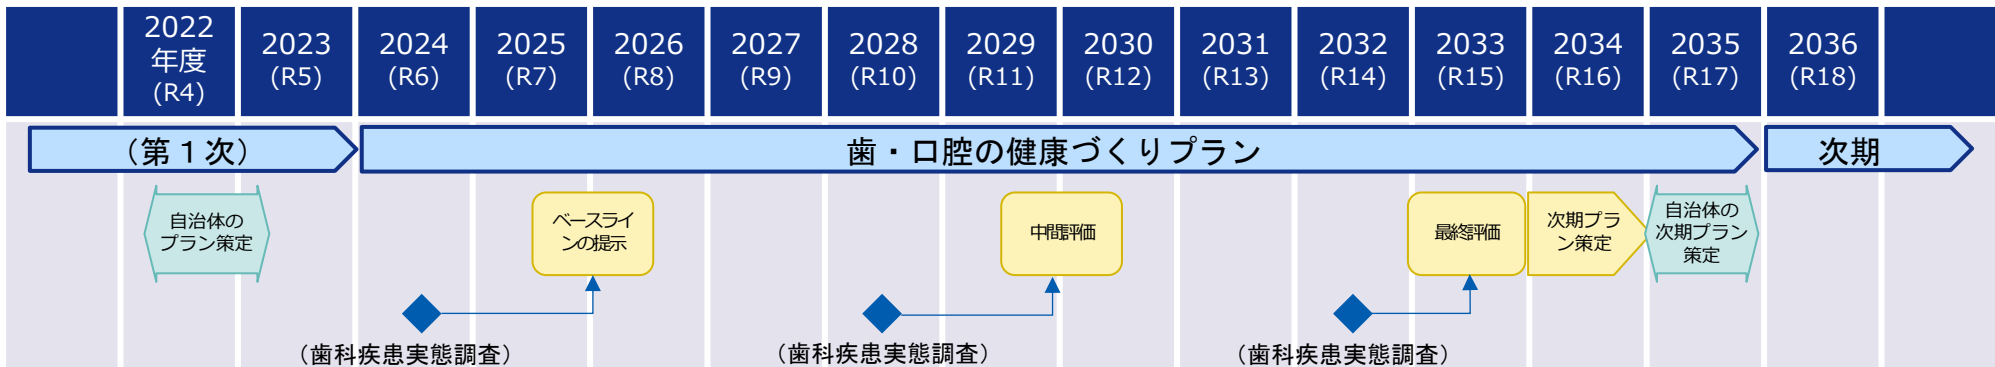 2022
年度
(R4)
2023
(R5)
2024
(R6)
2025
(R7)
2026
(R8)
2027
(R9)
2028
(R10)
2029
(R11)
2030
(R12)
2031
(R13)
2032
(R14)
2033
(R15)
2034
(R16)
2035
(R17)
2036
(R18)
（第１次）
歯・口腔の健康づくりプラン
次期
自治体の
プラン策定
ベースライ
ンの提示
中間評価
最終評価
次期プラ
ン策定
自治体の
次期プラン
策定
（歯科疾患実態調査）
（歯科疾患実態調査）
（歯科疾患実態調査）